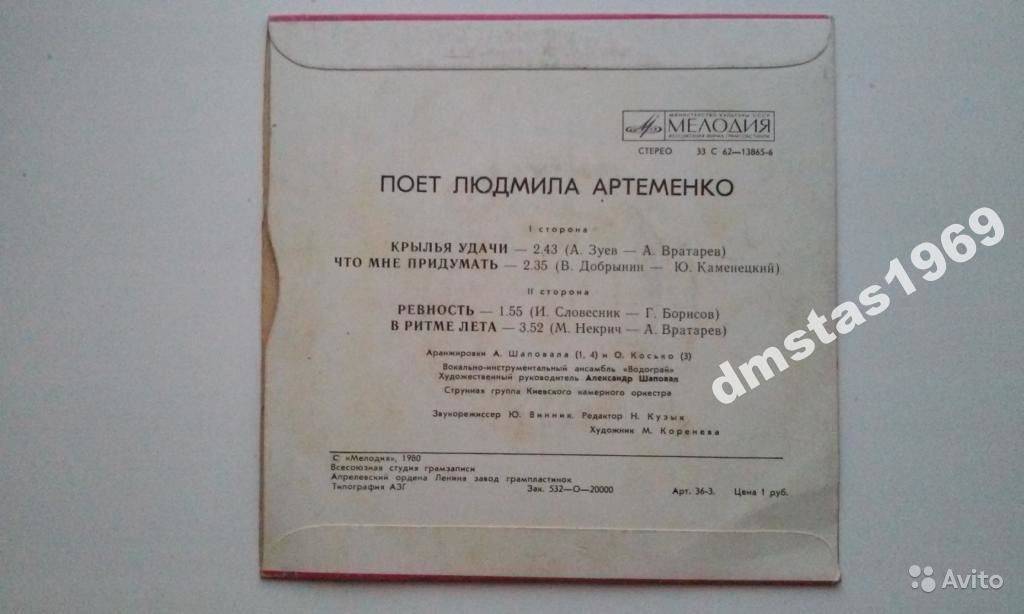 МИНИСТЕРСТВО КУЛЬТУРЫ СССР
МЕЛОДИЯ
ВСЕСОЮЗНАЯ ФИРМА ГРАМПЛАСТИНОК
СТЕРЕО 33 С 62—13865-6
ПОЕТ ЛЮДМИЛА АРТЕМЕНКО
I сторона
КРЫЛЬЯ УДАЧИ — 2.43 (А. Зуев — А. Вратарев)
ЧТО МНЕ ПРИДУМАТЬ — 2.35 (В. Добрынин — Ю. Каменецкий)
II сторона
РЕВНОСТЬ — 1.55 (И. Словесник — Г. Борисов)
В РИТМЕ ЛЕТА — 3.52 (М. Некрич — А. Вратарев)
Аранжировки А. Шаповала (1, 4) и О. Косько (3)
Вокально-инструментальный ансамбль «Водограй»
Художественный руководитель Александр Шаповал
Струнная группа Киевского камерного оркестра
Звукорежиссер Ю. Винник. Редактор Н. Кузык
Художник М. Коренева
С «Мелодия», 1980
Всесоюзная студия грамзаписи
Апрелевский ордена Ленина завод грампластинок
Типография АЗГ Зак. 532—О—20000 Арт. 36-3. Цена 1 руб.
dmstas1969
Avito